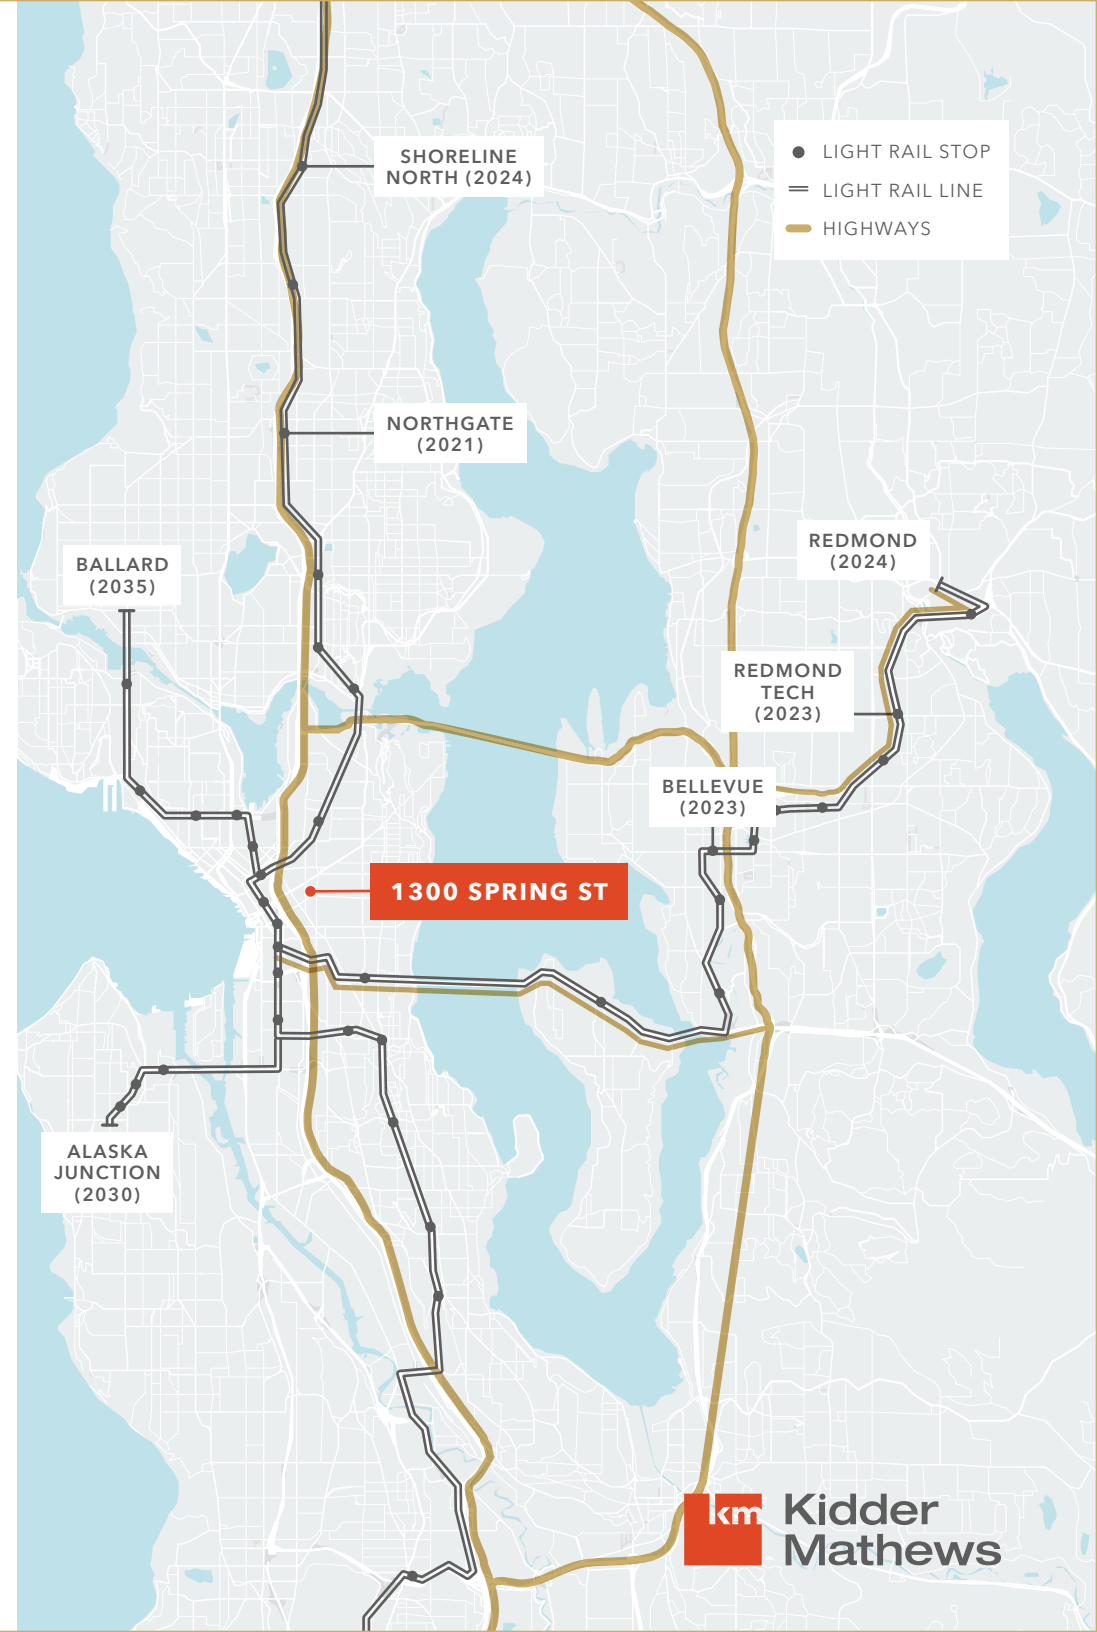 SHORELINE
NORTH (2024)
LIGHT RAIL STOP
LIGHT RAIL LINE
HIGHWAYS
NORTHGATE
(2021)
BALLARD
(2035)
REDMOND
(2024)
REDMOND
TECH
(2023)
BELLEVUE
(2023)
1300 SPRING ST
ALASKA
JUNCTION
(2030)
km
Kidder
Mathews